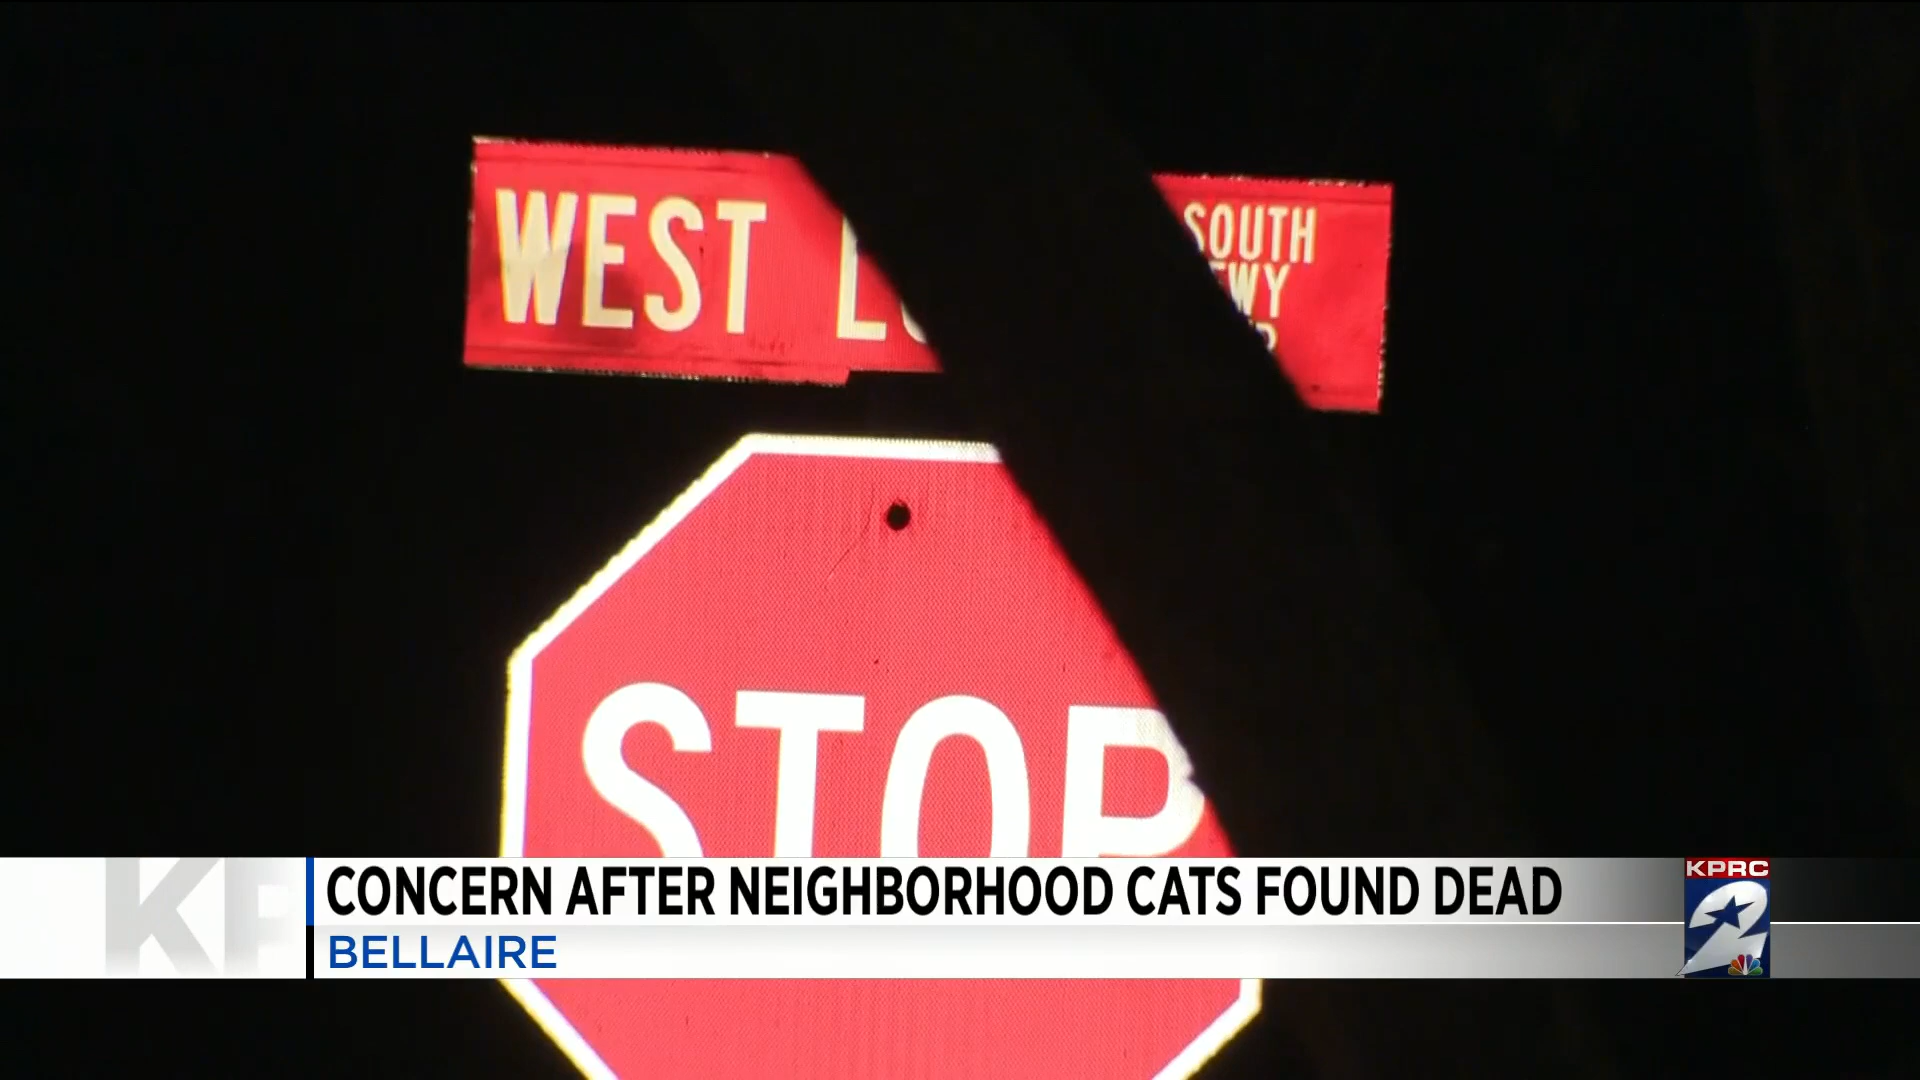 WEST
SOUTH
STOP
CONCERN AFTER NEIGHBORHOOD CATS FOUND DEAD
BELLAIRE
KPRC
2